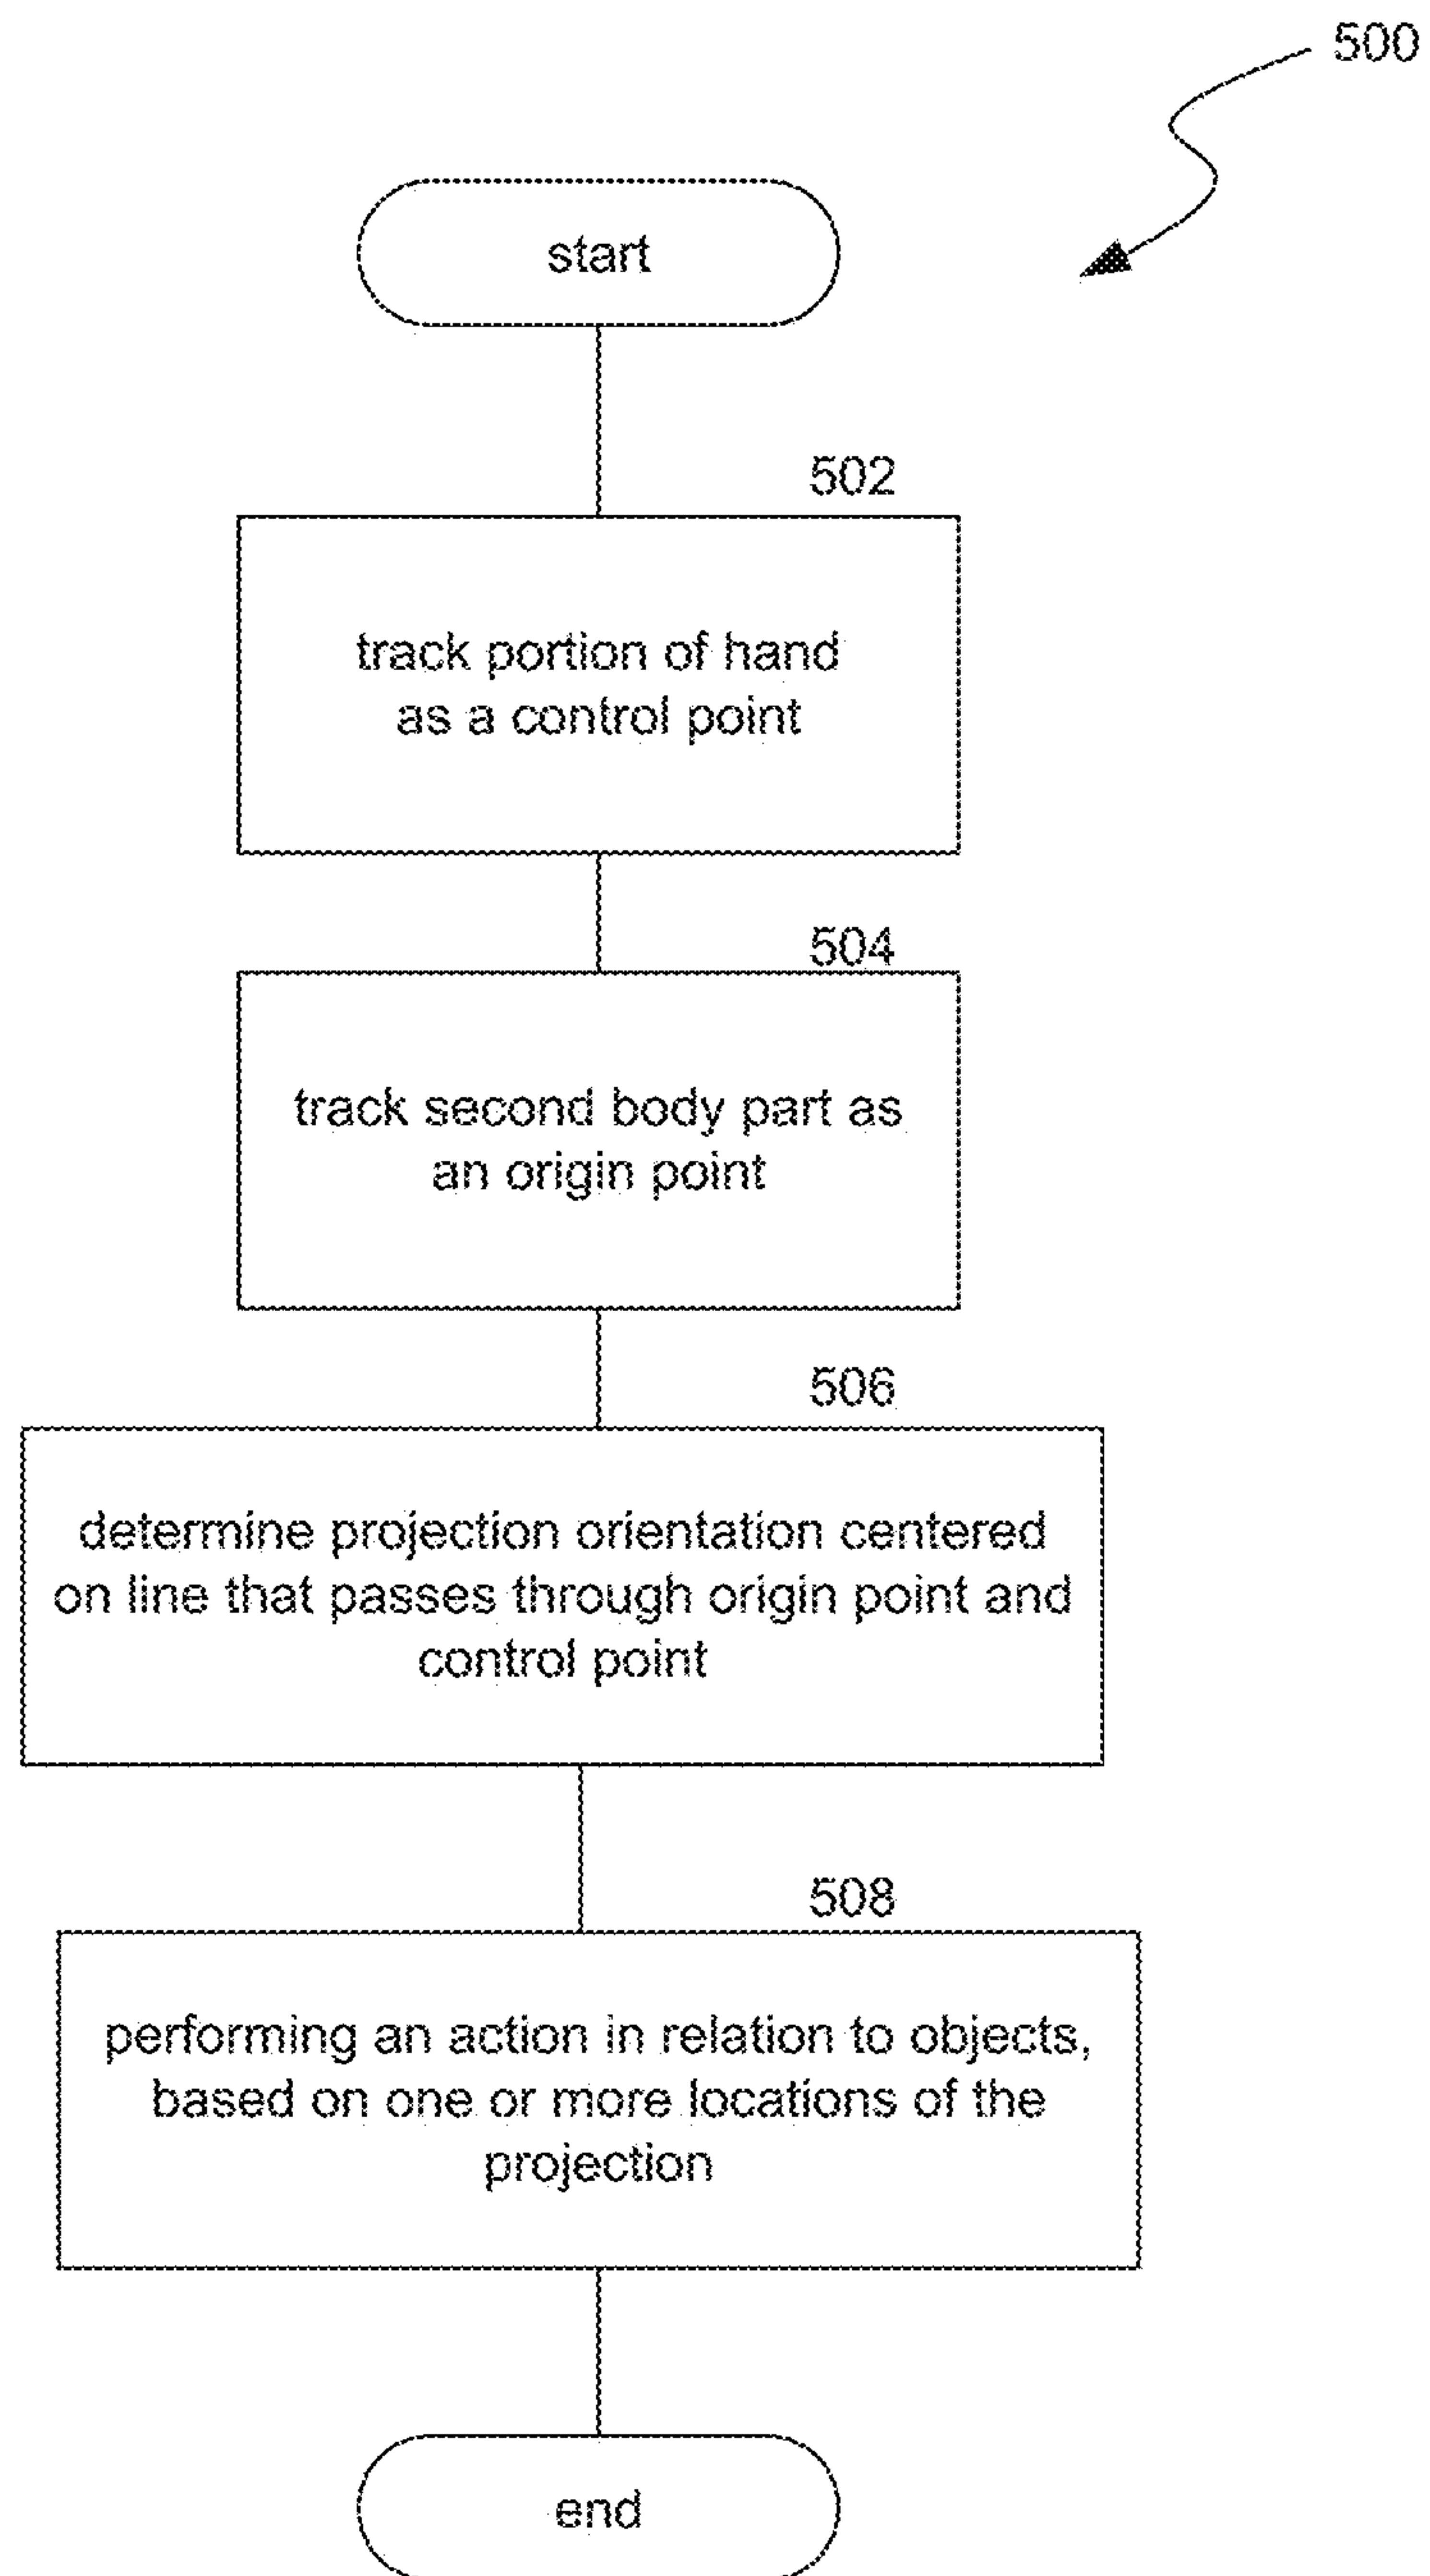 500
start
502
track portion of hand
as a control point
504
track second body part as
an origin point
506
determine projection orientation centered
on line that passes through origin point and
control point
508
performing an action in relation to objects,
based on one or more locations of the
projection
end